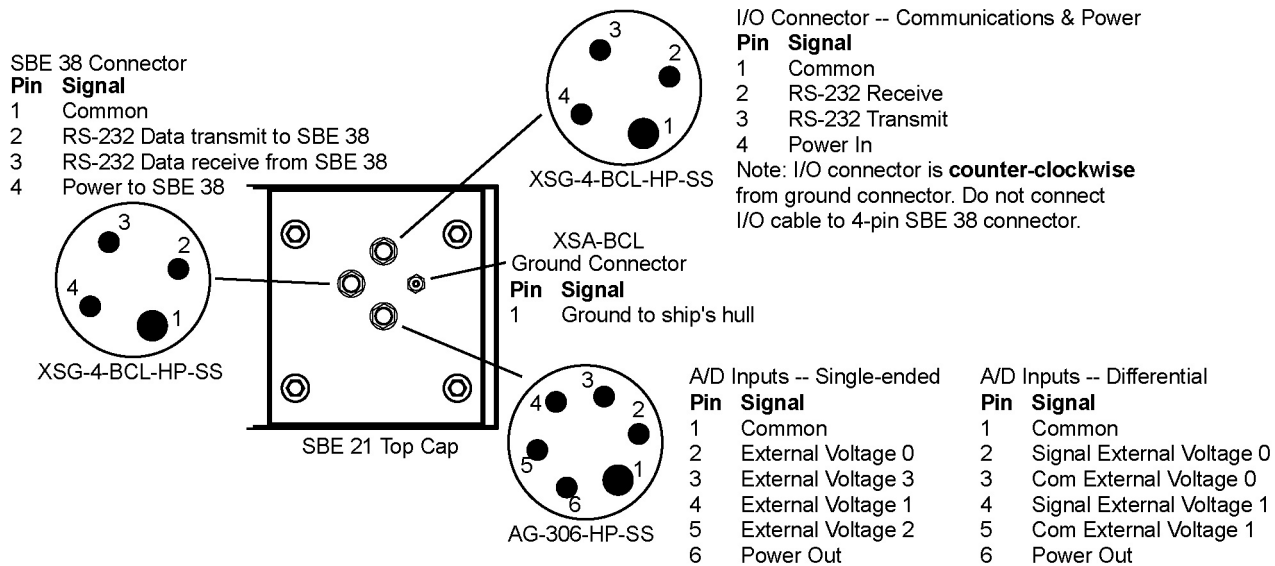 SBE 38 Connector
Pin Signal
1 Common
2 RS-232 Data transmit to SBE 38
3 RS-232 Data receive from SBE 38
4 Power to SBE 38
3
2
4
1
XSG-4-BCL-HP-SS
3
2
4
1
XSG-4-BCL-HP-SS
I/O Connector -- Communications & Power
Pin Signal
1 Common
2 RS-232 Receive
3 RS-232 Transmit
4 Power In
Note: I/O connector is counter-clockwise
from ground connector. Do not connect
I/O cable to 4-pin SBE 38 connector.
XSA-BCL
Ground Connector
Pin Signal
1 Ground to ship's hull
SBE 21 Top Cap
3
4
2
5
1
6
AG-306-HP-SS
A/D Inputs -- Single-ended
Pin Signal
1 Common
2 External Voltage 0
3 External Voltage 3
4 External Voltage 1
5 External Voltage 2
6 Power Out
A/D Inputs -- Differential
Pin Signal
1 Common
2 Signal External Voltage 0
3 Com External Voltage 0
4 Signal External Voltage 1
5 Com External Voltage 1
6 Power Out